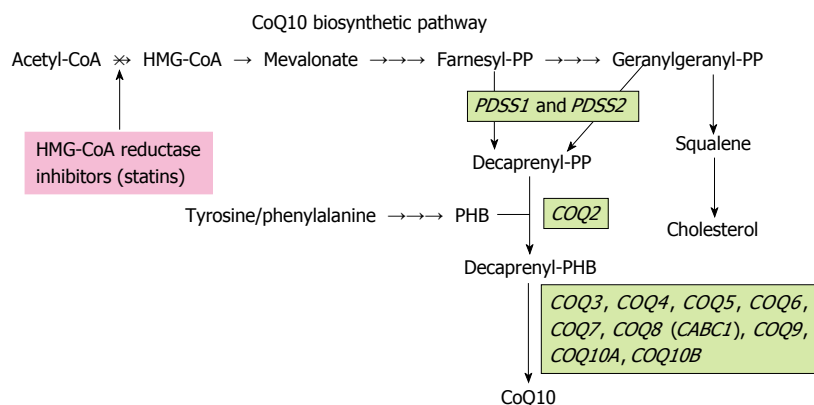 CoQ10 biosynthetic pathway
Acetyl-CoA → HMG-CoA → Mevalonate →→→ Farnesyl-PP →→→ Geranylgeranyl-PP
PDSS1 and PDSS2
HMG-CoA reductase
inhibitors (statins)
Squalene
Decaprenyl-PP
Tyrosine/phenylalanine →→→ PHB
COQ2
Cholesterol
Decaprenyl-PHB
COQ3, COQ4, COQ5, COQ6,
COQ7, COQ8 (CABC1), COQ9,
COQ10A, COQ10B
CoQ10